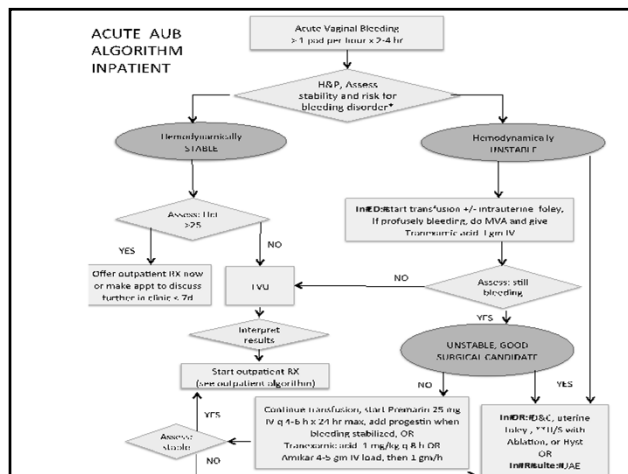 ACUTE AUB
ALGORITHM
INPATIENT
Acute Vaginal Bleeding
> 1 pad per hour x 2-4 hr
H&P, Assess
stability and risk for
bleeding disorder*
Hemodynamically
STABLE
Hemodynamically
UNSTABLE
Assess: Hct
>25
In ED: start transfusion +/- intrauterine foley,
If profusely bleeding, do MVA and give
Tranexamic acid 1 gm IV
YES
NO
Offer outpatient RX now
or make appt to discuss
further in clinic < 7d
TVU
NO
Assess: still
bleeding
YES
Interpret
results
UNSTABLE, GOOD
SURGICAL CANDIDATE
Start outpatient RX
(see outpatient algorithm)
NO
YES
YES
Continue transfusion, start Premarin 25 mg
IV q 4-6 h x 24 hr max, add progestin when
bleeding stabilized, OR
Tranexamic acid 1 mg/kg q 8 h OR
Amikar 4-5 gm IV load, then 1 gm/h
Assess:
stable
NO
D&C, uterine
foley, **H/S with
Ablation, or Hyst OR
UAE